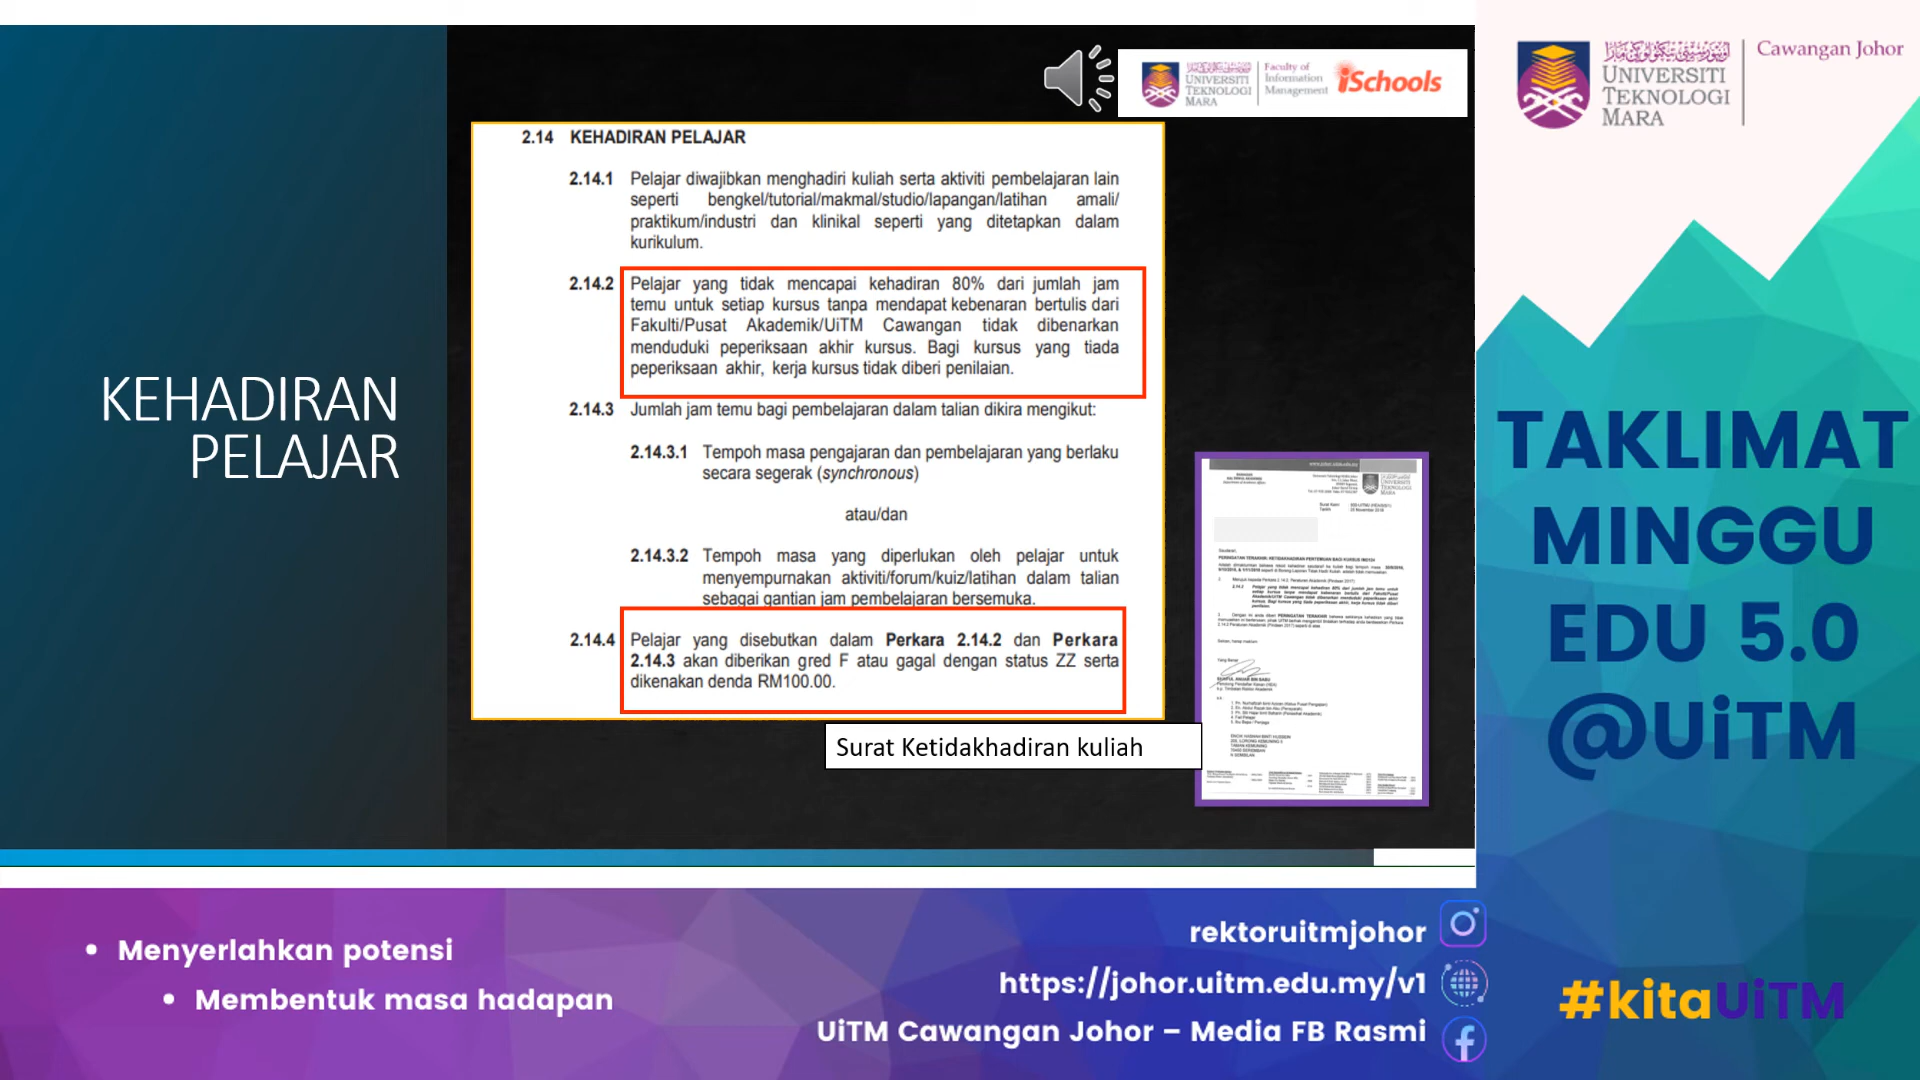 KEHADIRAN
PELAJAR
UNIVERSITI
TEKNOLOGI
MARA
Faculty of
Information
Management
iSchools
2.14 KEHADIRAN PELAJAR
2.14.1 Pelajar diwajibkan menghadiri kuliah serta aktiviti pembelajaran lain
seperti bengkel/tutorial/makmal/studio/lapangan/latihan amali/
praktikum/industri dan klinikal seperti yang ditetapkan dalam
kurikulum.
2.14.2 Pelajar yang tidak mencapai kehadiran 80% dari jumlah jam
temu untuk setiap kursus tanpa mendapat kebenaran bertulis dari
Fakulti/Pusat Akademik/UiTM Cawangan tidak dibenarkan
menduduki peperiksaan akhir kursus. Bagi kursus yang tiada
peperiksaan akhir, kerja kursus tidak diberi penilaian.
2.14.3 Jumlah jam temu bagi pembelajaran dalam talian dikira mengikut:
2.14.3.1 Tempoh masa pengajaran dan pembelajaran yang berlaku
secara segerak (synchronous)
atau/dan
2.14.3.2 Tempoh masa yang diperlukan oleh pelajar untuk
menyempurnakan aktiviti/forum/kuiz/latihan dalam talian
sebagai gantian jam pembelajaran bersemuka.
2.14.4 Pelajar yang disebutkan dalam Perkara 2.14.2 dan Perkara
2.14.3 akan diberikan gred F atau gagal dengan status ZZ serta
dikenakan denda RM100.00.
Surat Ketidakhadiran kuliah
UNIVERSITI
TEKNOLOGI
MARA
Cawangan Johor
TAKLIMAT
MINGGU
EDU 5.0
@UiTM
#kitaUiTM
• Menyerlahkan potensi
• Membentuk masa hadapan
rektoruitmjohor
https://johor.uitm.edu.my/v1
UiTM Cawangan Johor – Media FB Rasmi